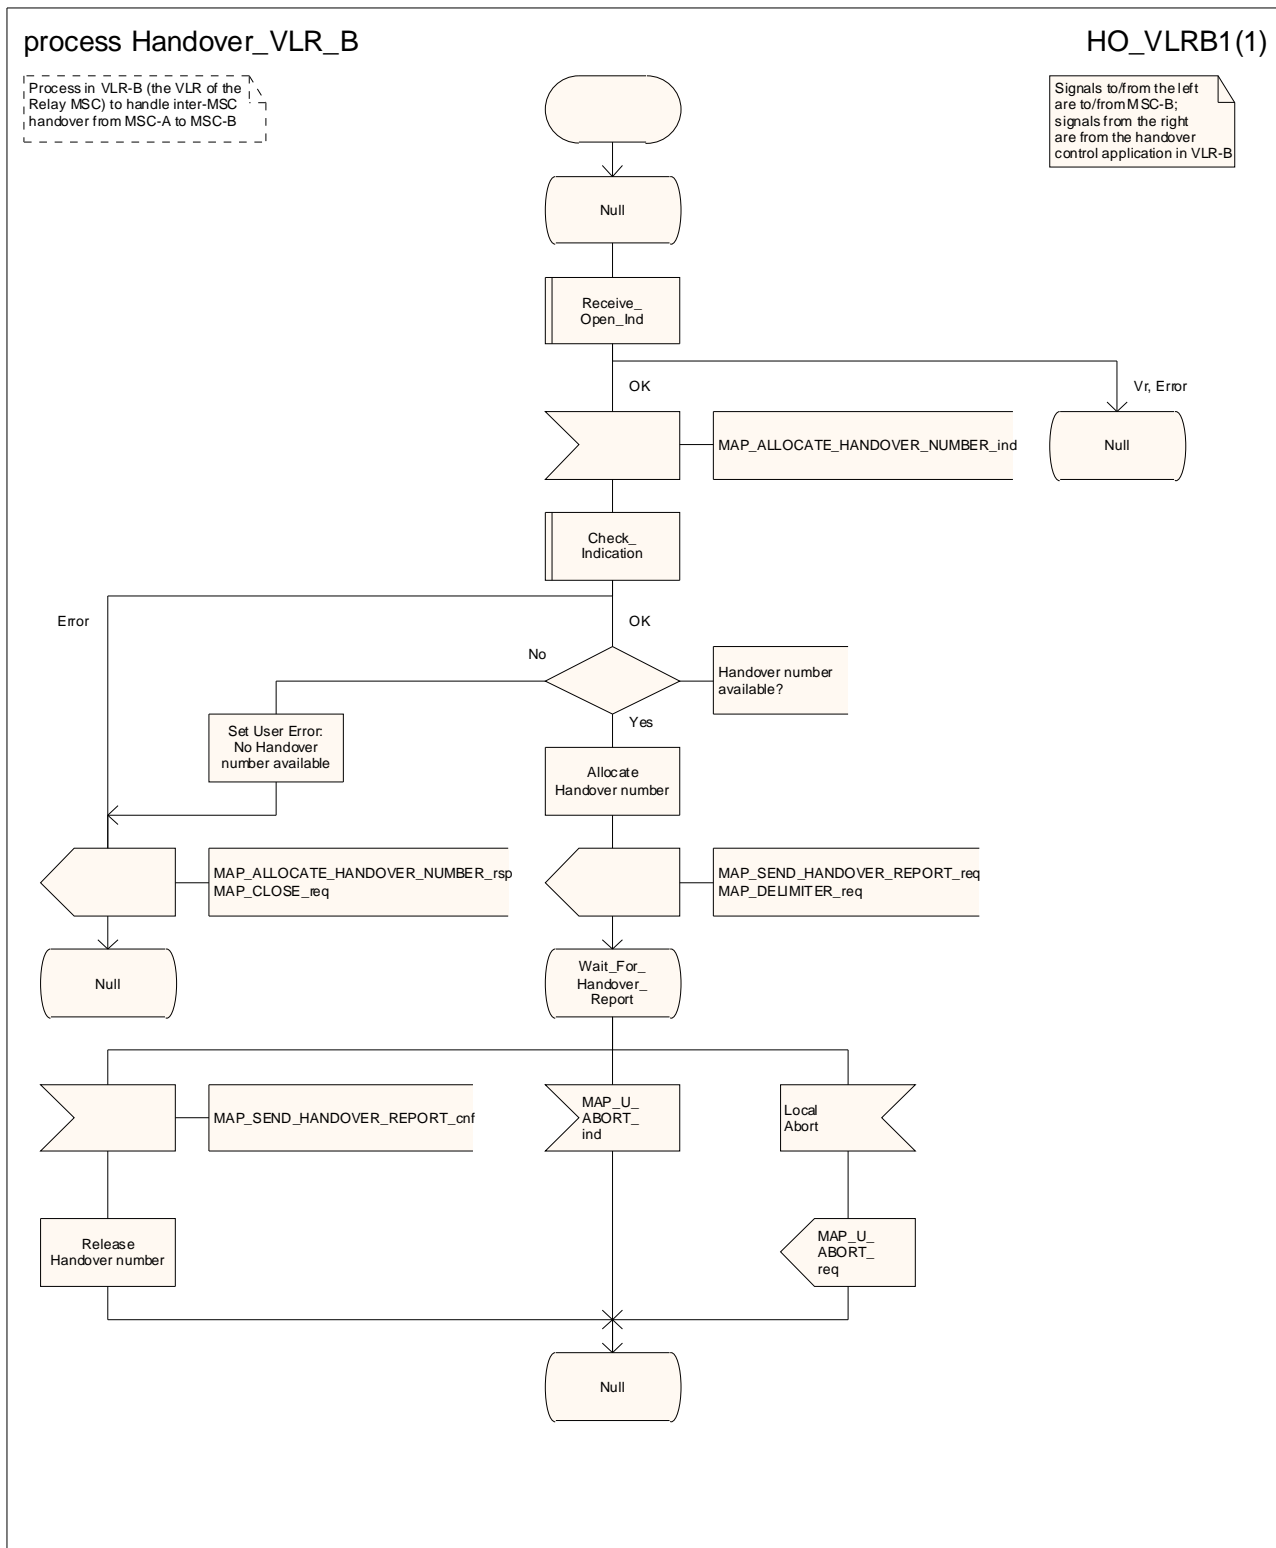 process Handover_VLR_B
HO_VLRB1(1)
Process in VLR-B (the VLR of the
Relay MSC) to handle inter-MSC
handover from MSC-A to MSC-B
Signals to/from the left
are to/from MSC-B;
signals from the right
are from the handover
control application in VLR-B
Null
Receive_
Open_Ind
OK
Vr, Error
MAP_ALLOCATE_HANDOVER_NUMBER_ind
Null
Check_
Indication
Error
OK
No
Handover number
available?
Yes
Set User Error:
No Handover
number available
Allocate
Handover number
MAP_ALLOCATE_HANDOVER_NUMBER_rsp
MAP_CLOSE_req
MAP_SEND_HANDOVER_REPORT_req
MAP_DELIMITER_req
Null
Wait_For_
Handover_
Report
MAP_SEND_HANDOVER_REPORT_cnf
MAP_U_
ABORT_
ind
Local
Abort
Release
Handover number
MAP_U_
ABORT_
req
Null